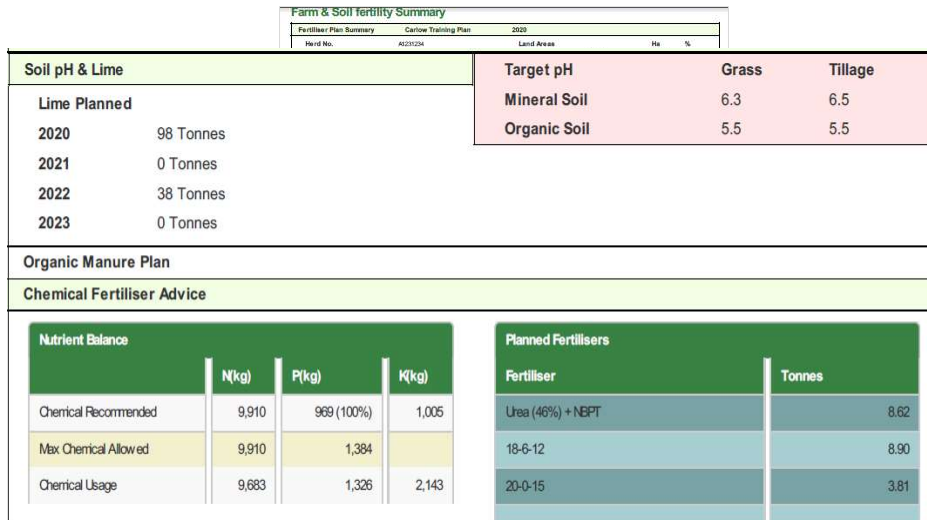 Farm & Soil fertility Summary
Fertiliser Plan Summary Carlow Training Plan 2020
Herd No. A1231234 Land Areas Ha %
Soil pH & Lime
Lime Planned
2020 98 Tonnes
2021 0 Tonnes
2022 38 Tonnes
2023 0 Tonnes
Target pH Grass Tillage
Mineral Soil 6.3 6.5
Organic Soil 5.5 5.5
Organic Manure Plan
Chemical Fertiliser Advice
Nutrient Balance
N(kg) P(kg) K(kg)
Chemical Recommended 9,910 969 (100%) 1,005
Max Chemical Allowed 9,910 1,384
Chemical Usage 9,683 1,326 2,143
Planned Fertilisers
Fertiliser Tonnes
Urea (46%) + NBPT 8.62
18-6-12 8.90
20-0-15 3.81